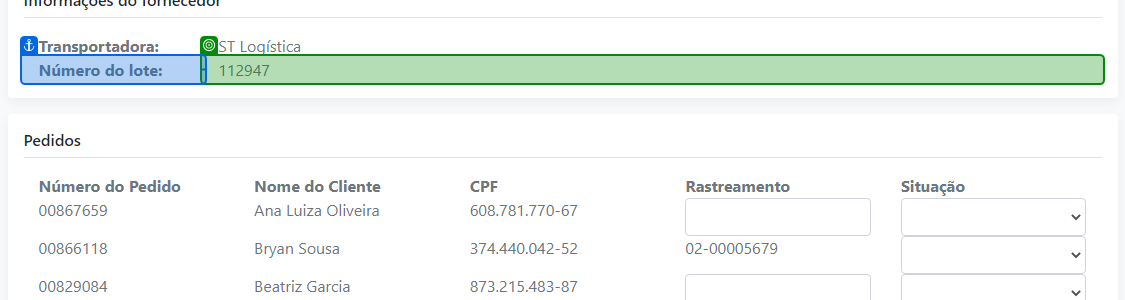 Informações do fornecedor
Transportadora: ST Logística
Número do lote: 112947
Pedidos
Número do Pedido Nome do Cliente CPF Rastreamento Situação
00867659 Ana Luiza Oliveira 608.781.770-67
00866118 Bryan Sousa 374.440.042-52 02-00005679
00829084 Beatriz Garcia 873.215.483-87